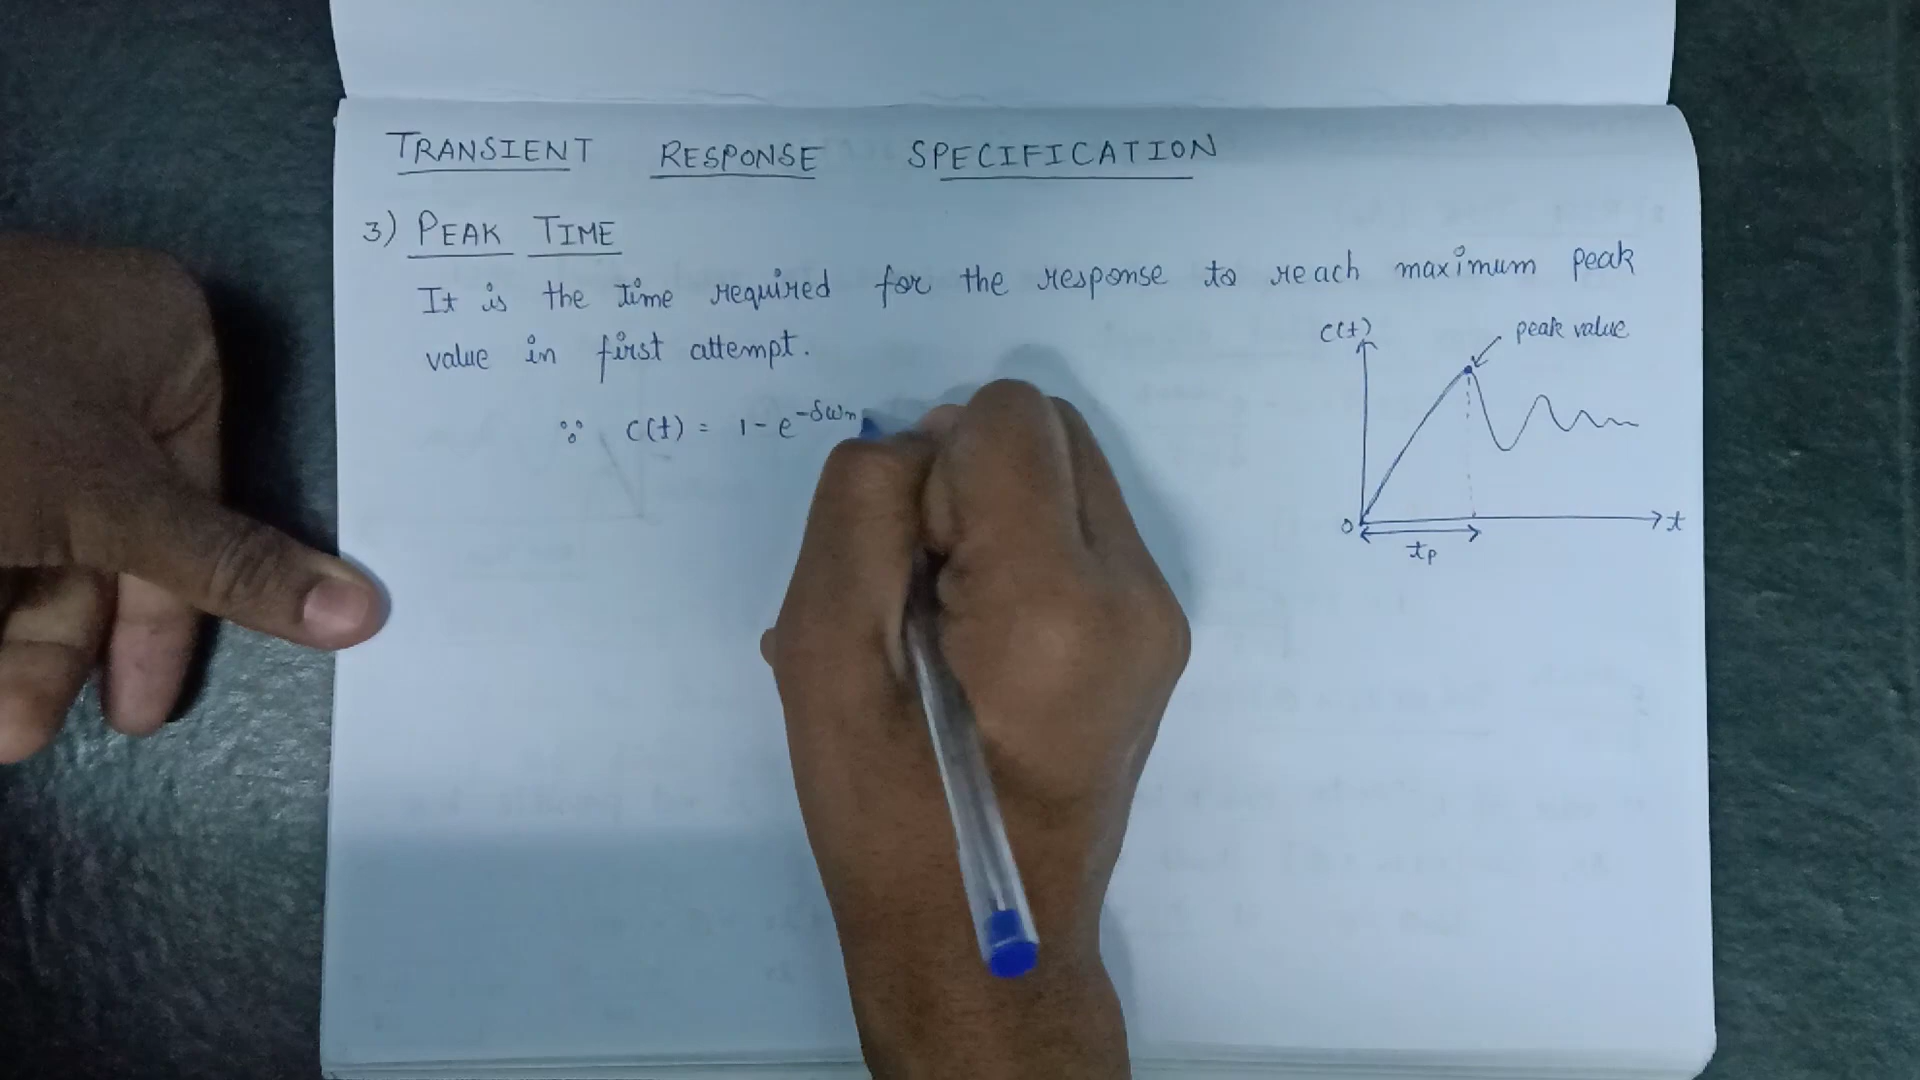 TRANSIENT RESPONSE SPECIFICATION
3) PEAK TIME
It is the time required for the response to reach maximum peak
value in first attempt.
∵ c(t) = 1 - e^-δωn
c(t)
peak value
0
t
tp